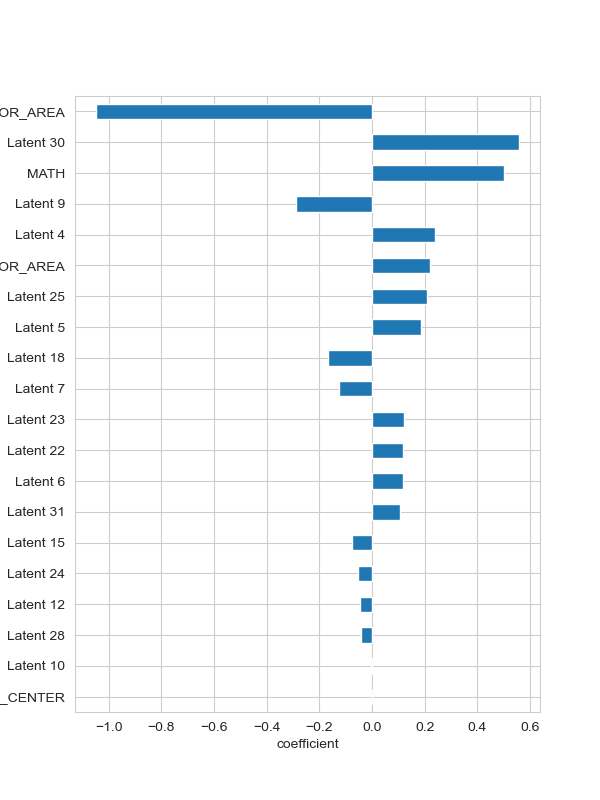 OR_AREA
Latent 30
MATH
Latent 9
Latent 4
OR_AREA
Latent 25
Latent 5
Latent 18
Latent 7
Latent 23
Latent 22
Latent 6
Latent 31
Latent 15
Latent 24
Latent 12
Latent 28
Latent 10
_CENTER
−1.0 −0.8 −0.6 −0.4 −0.2 0.0 0.2 0.4 0.6
coefficient